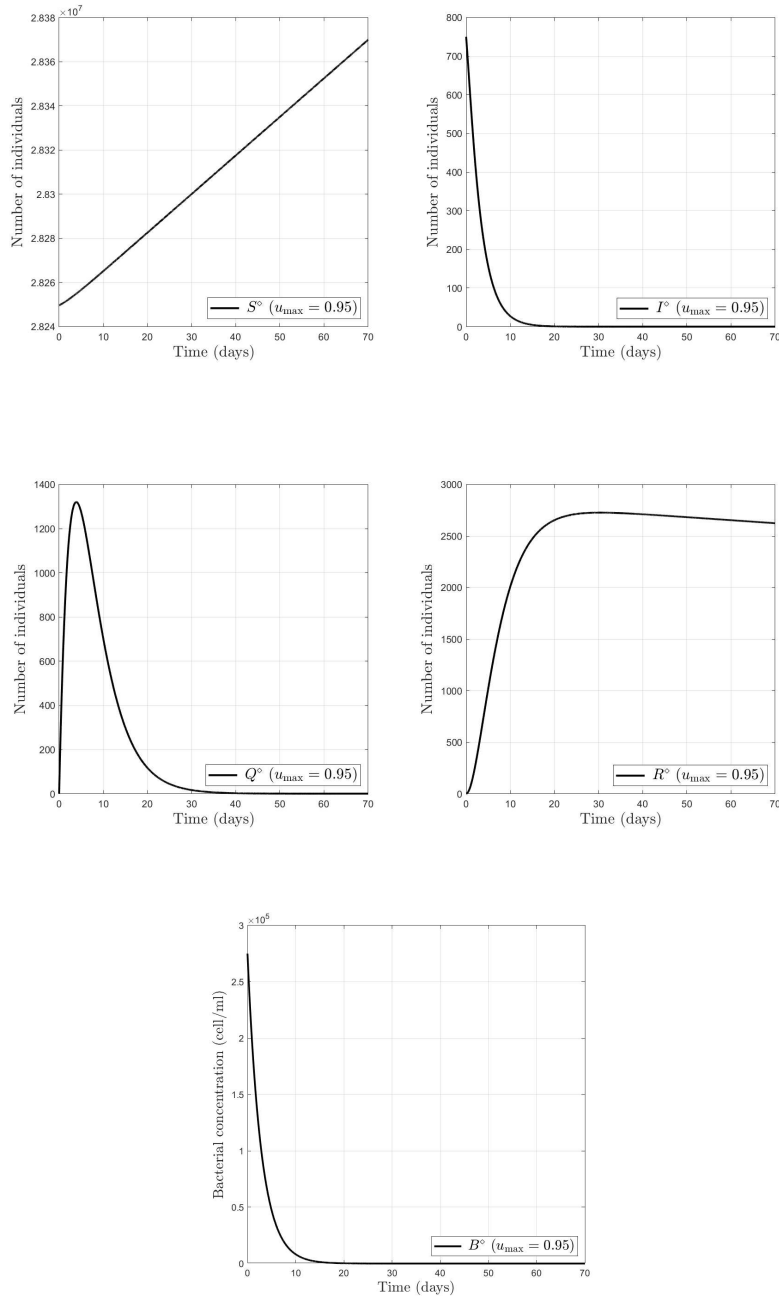 ×10⁷
2.838
2.836
2.834
2.832
2.83
2.828
2.826
2.824
Number of individuals
0 10 20 30 40 50 60 70
Time (days)
S^⋄ (u_max = 0.95)
800
700
600
500
400
300
200
100
0
Number of individuals
0 10 20 30 40 50 60 70
Time (days)
I^⋄ (u_max = 0.95)
1400
1200
1000
800
600
400
200
0
Number of individuals
0 10 20 30 40 50 60 70
Time (days)
Q^⋄ (u_max = 0.95)
3000
2500
2000
1500
1000
500
0
Number of individuals
0 10 20 30 40 50 60 70
Time (days)
R^⋄ (u_max = 0.95)
×10⁵
3
2.5
2
1.5
1
0.5
0
Bacterial concentration (cell/ml)
0 10 20 30 40 50 60 70
Time (days)
B^⋄ (u_max = 0.95)